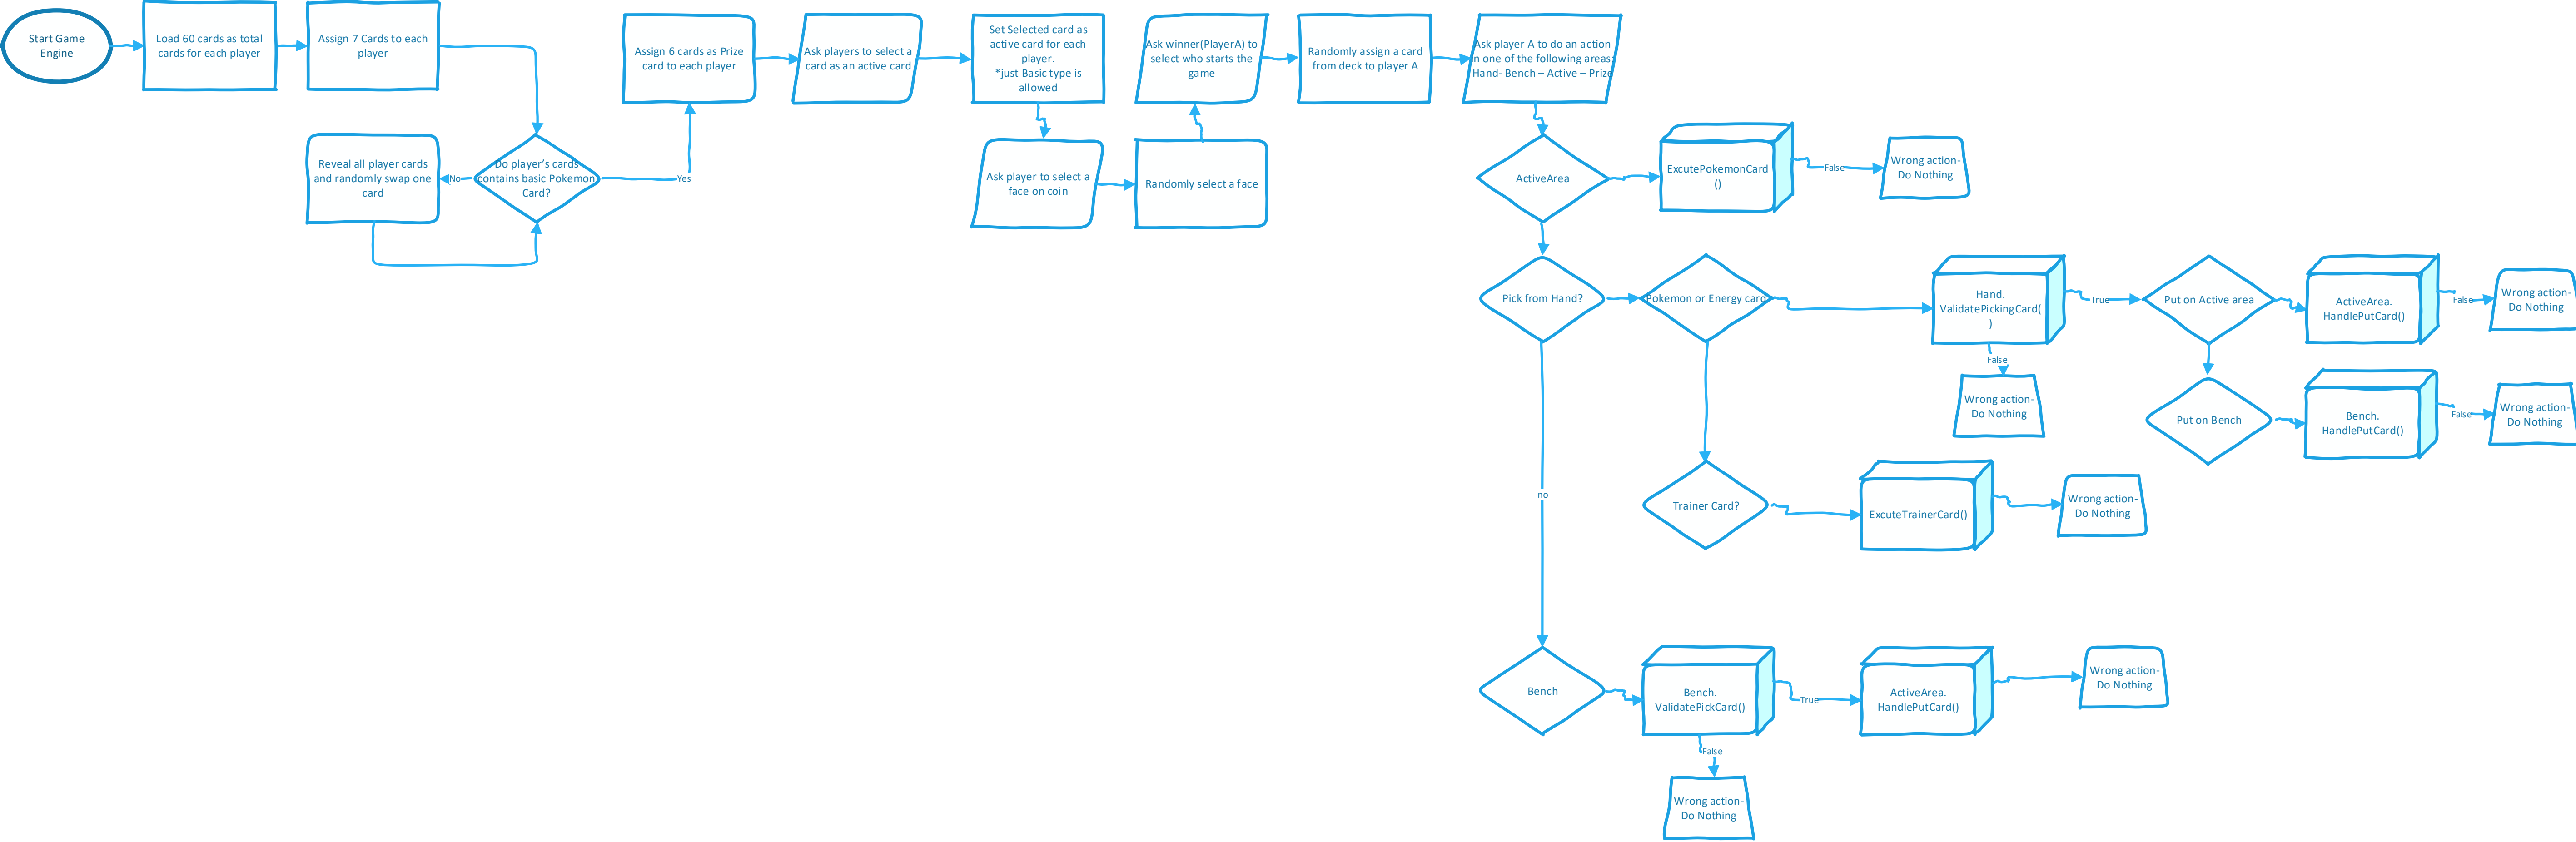 Start Game
Engine
Load 60 cards as total
cards for each player
Assign 7 Cards to each
player
Do player's cards
contains basic Pokemon
Card?
No
Reveal all player cards
and randomly swap one
card
Yes
Assign 6 cards as Prize
card to each player
Ask players to select a
card as an active card
Set Selected card as
active card for each
player.
*just Basic type is
allowed
Ask player to select a
face on coin
Randomly select a face
Ask winner(PlayerA) to
select who starts the
game
Randomly assign a card
from deck to player A
Ask player A to do an action
in one of the following areas:
Hand- Bench – Active – Prize
ActiveArea
ExcutePokemonCard
()
False
Wrong action-
Do Nothing
Pick from Hand?
Pokemon or Energy card
Hand.
ValidatePickingCard(
)
True
Put on Active area
ActiveArea.
HandlePutCard()
False
Wrong action-
Do Nothing
False
Wrong action-
Do Nothing
Put on Bench
Bench.
HandlePutCard()
False
Wrong action-
Do Nothing
Trainer Card?
ExcuteTrainerCard()
Wrong action-
Do Nothing
no
Bench
Bench.
ValidatePickCard()
True
ActiveArea.
HandlePutCard()
Wrong action-
Do Nothing
False
Wrong action-
Do Nothing